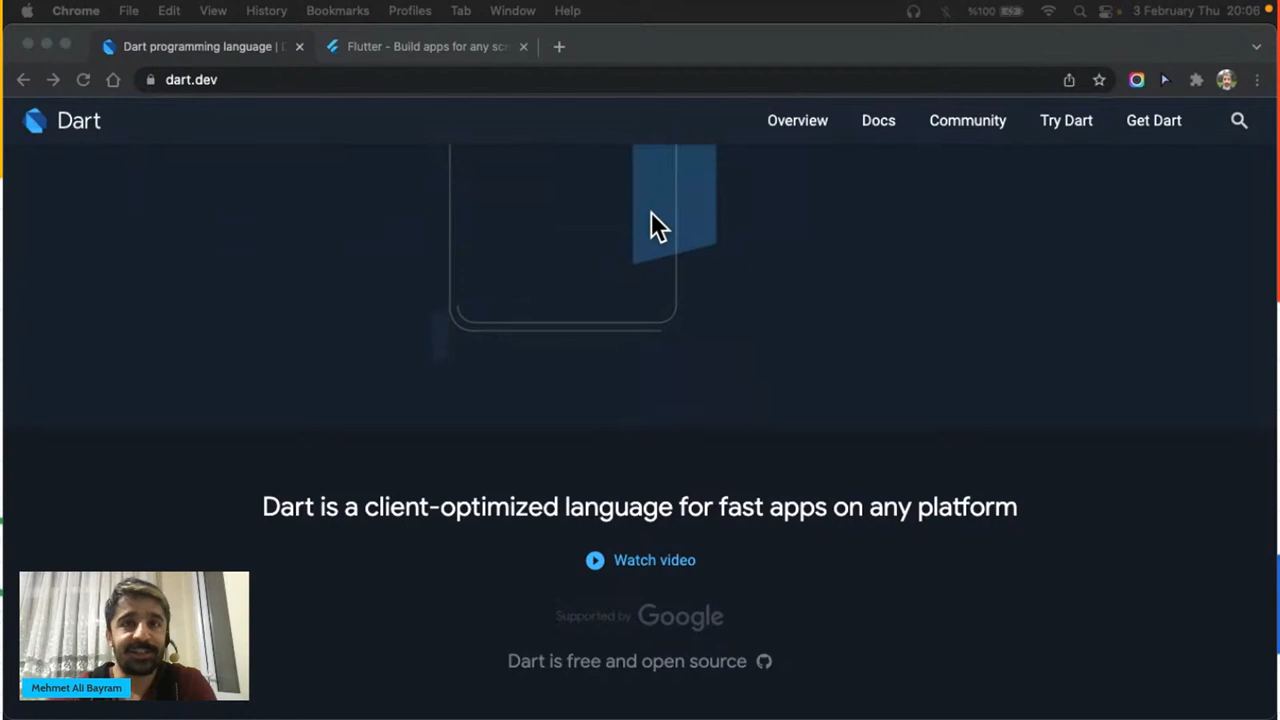 Chrome File Edit View History Bookmarks Profiles Tab Window Help %100 3 February Thu 20:06
Dart programming language | Flutter - Build apps for any
dart.dev
Dart Overview Docs Community Try Dart Get Dart
Dart is a client-optimized language for fast apps on any platform
Watch video
Supported by Google
Dart is free and open source
Mehmet Ali Bayram